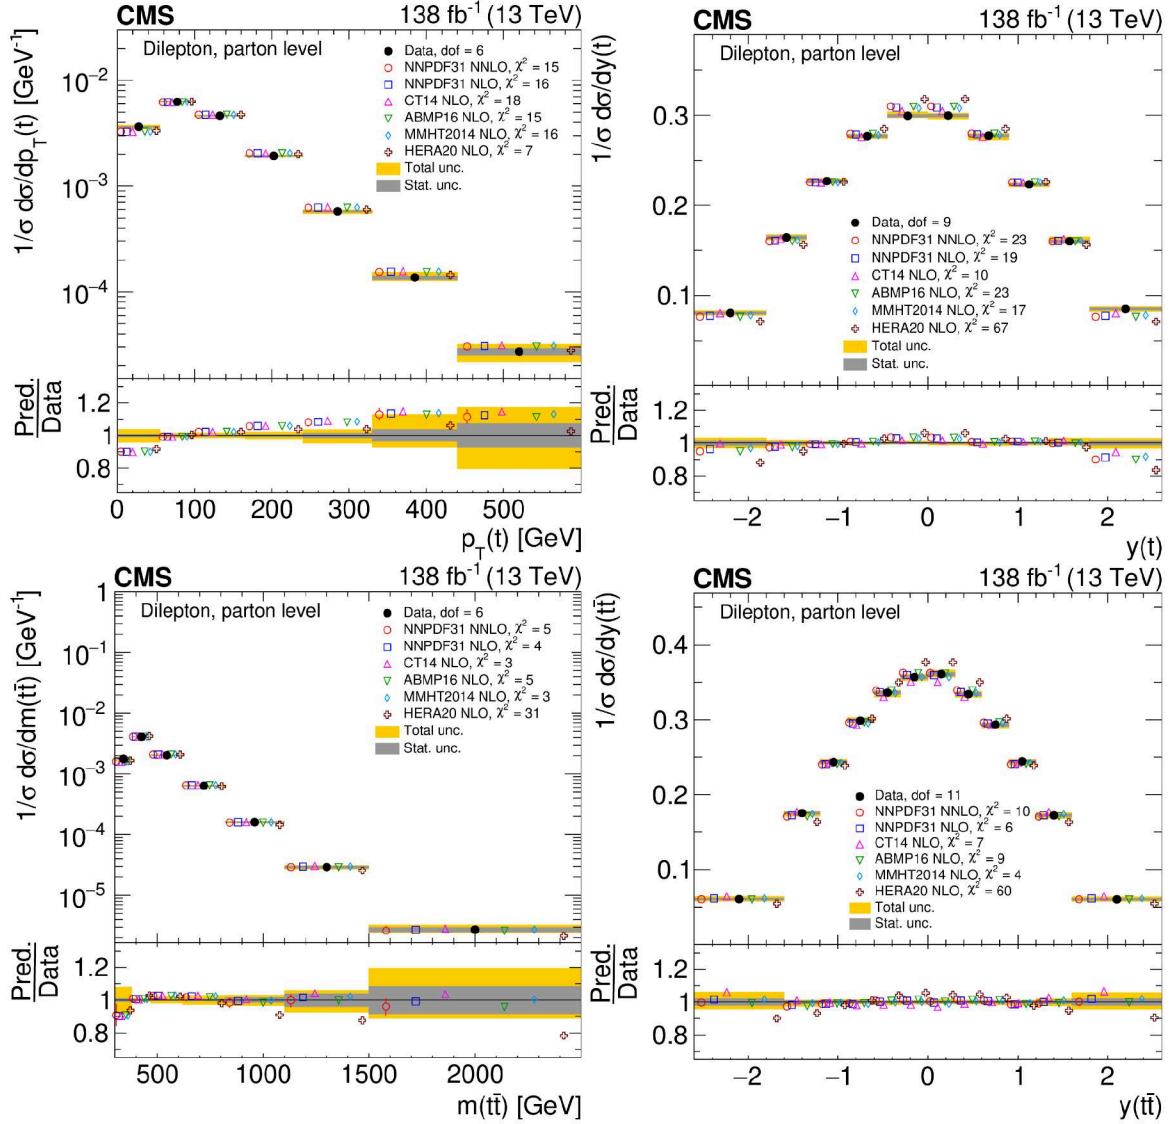 CMS 138 fb⁻¹ (13 TeV)
1/σ dσ/dp_T(t) [GeV⁻¹]
Dilepton, parton level
Data, dof = 6
NNPDF31 NNLO, χ² = 15
NNPDF31 NLO, χ² = 16
CT14 NLO, χ² = 18
ABMP16 NLO, χ² = 15
MMHT2014 NLO, χ² = 16
HERA20 NLO, χ² = 7
Total unc.
Stat. unc.
10⁻²
10⁻³
10⁻⁴
Pred.
Data
1.2
1
0.8
0 100 200 300 400 500
p_T(t) [GeV]
CMS 138 fb⁻¹ (13 TeV)
1/σ dσ/dy(t)
Dilepton, parton level
0.3
0.2
0.1
Data, dof = 9
NNPDF31 NNLO, χ² = 23
NNPDF31 NLO, χ² = 19
CT14 NLO, χ² = 10
ABMP16 NLO, χ² = 23
MMHT2014 NLO, χ² = 17
HERA20 NLO, χ² = 67
Total unc.
Stat. unc.
Pred.
Data
1.2
1
0.8
−2 −1 0 1 2
y(t)
CMS 138 fb⁻¹ (13 TeV)
1/σ dσ/dm(tt̄) [GeV⁻¹]
Dilepton, parton level
Data, dof = 6
NNPDF31 NNLO, χ² = 5
NNPDF31 NLO, χ² = 4
CT14 NLO, χ² = 3
ABMP16 NLO, χ² = 5
MMHT2014 NLO, χ² = 3
HERA20 NLO, χ² = 31
Total unc.
Stat. unc.
1
10⁻¹
10⁻²
10⁻³
10⁻⁴
10⁻⁵
Pred.
Data
1.2
1
0.8
500 1000 1500 2000
m(tt̄) [GeV]
CMS 138 fb⁻¹ (13 TeV)
1/σ dσ/dy(tt̄)
Dilepton, parton level
0.4
0.3
0.2
0.1
Data, dof = 11
NNPDF31 NNLO, χ² = 10
NNPDF31 NLO, χ² = 6
CT14 NLO, χ² = 7
ABMP16 NLO, χ² = 9
MMHT2014 NLO, χ² = 4
HERA20 NLO, χ² = 60
Total unc.
Stat. unc.
Pred.
Data
1.2
1
0.8
−2 −1 0 1 2
y(tt̄)